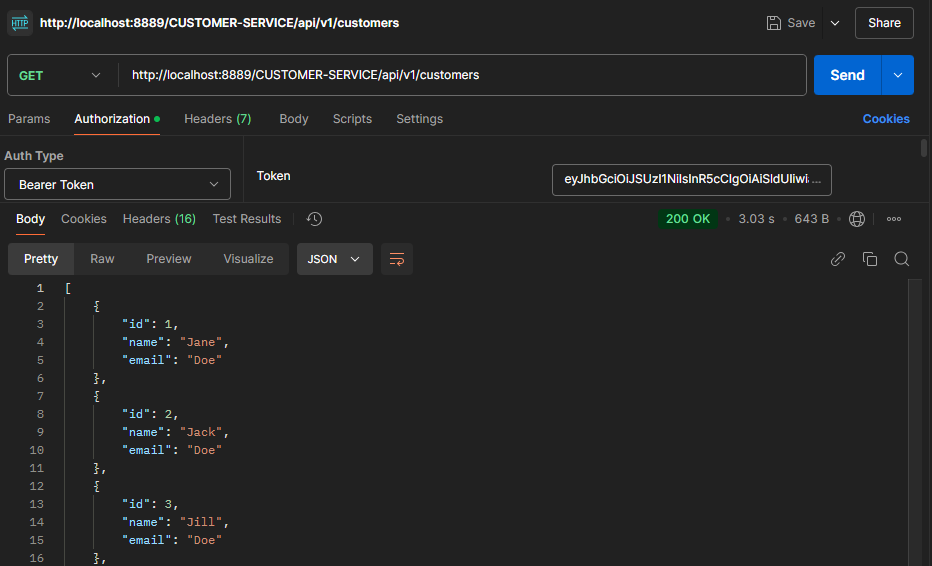 HTTP http://localhost:8889/CUSTOMER-SERVICE/api/v1/customers Save Share
GET http://localhost:8889/CUSTOMER-SERVICE/api/v1/customers Send
Params Authorization Headers (7) Body Scripts Settings Cookies
Auth Type
Bearer Token
Token eyJhbGciOiJSUzI1NiIsInR5cCIgOiAiSldUIiwi...
Body Cookies Headers (16) Test Results 200 OK 3.03 s 643 B
Pretty Raw Preview Visualize JSON
1 [
2 {
3 "id": 1,
4 "name": "Jane",
5 "email": "Doe"
6 },
7 {
8 "id": 2,
9 "name": "Jack",
10 "email": "Doe"
11 },
12 {
13 "id": 3,
14 "name": "Jill",
15 "email": "Doe"
16 },